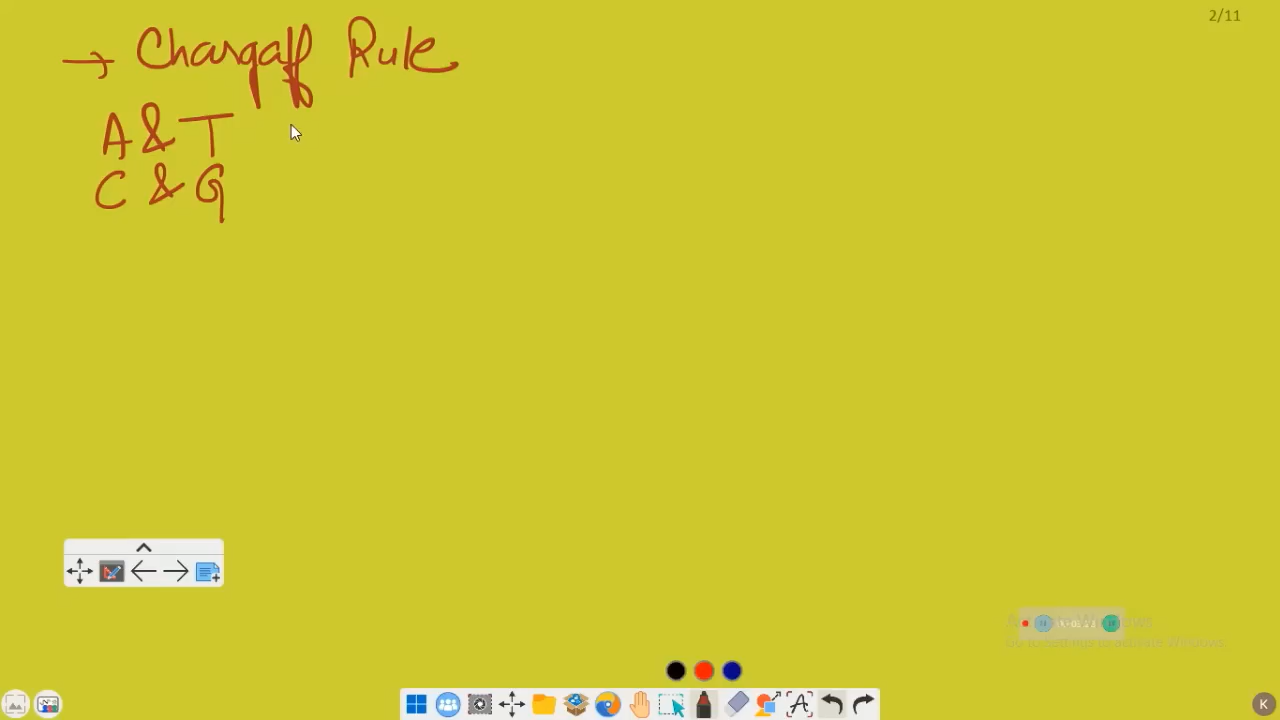 2/11
→ Chargaff Rule
A & T
C & G
K